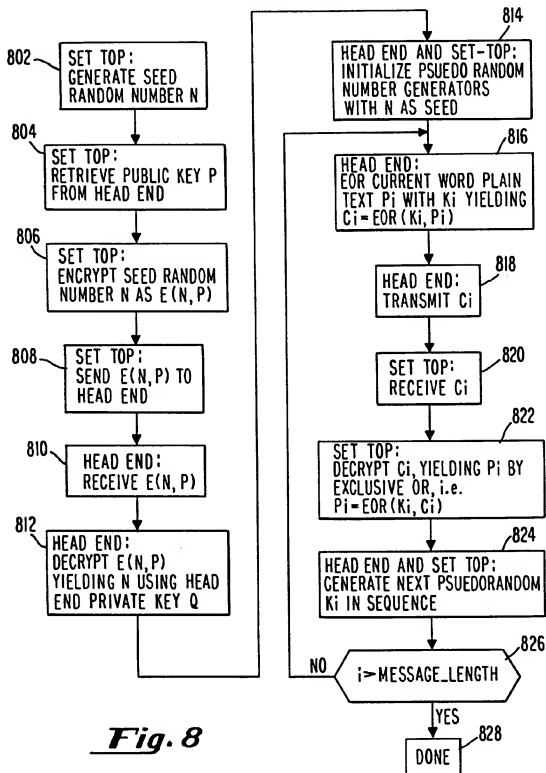 802
SET TOP:
GENERATE SEED
RANDOM NUMBER N
804
SET TOP:
RETRIEVE PUBLIC KEY P
FROM HEAD END
806
SET TOP:
ENCRYPT SEED RANDOM
NUMBER N AS E(N,P)
808
SET TOP:
SEND E(N,P) TO
HEAD END
810
HEAD END:
RECEIVE E(N,P)
812
HEAD END:
DECRYPT E(N,P)
YIELDING N USING HEAD
END PRIVATE KEY Q
814
HEAD END AND SET-TOP:
INITIALIZE PSUEDO RANDOM
NUMBER GENERATORS
WITH N AS SEED
816
HEAD END:
EOR CURRENT WORD PLAIN
TEXT Pi WITH Ki YIELDING
Ci=EOR(Ki,Pi)
818
HEAD END:
TRANSMIT Ci
820
SET TOP:
RECEIVE Ci
822
SET TOP:
DECRYPT Ci, YIELDING Pi BY
EXCLUSIVE OR, i.e.
Pi=EOR(Ki,Ci)
824
HEAD END AND SET TOP:
GENERATE NEXT PSUEDORANDOM
Ki IN SEQUENCE
826
i>MESSAGE_LENGTH
NO
YES
828
DONE
Fig. 8